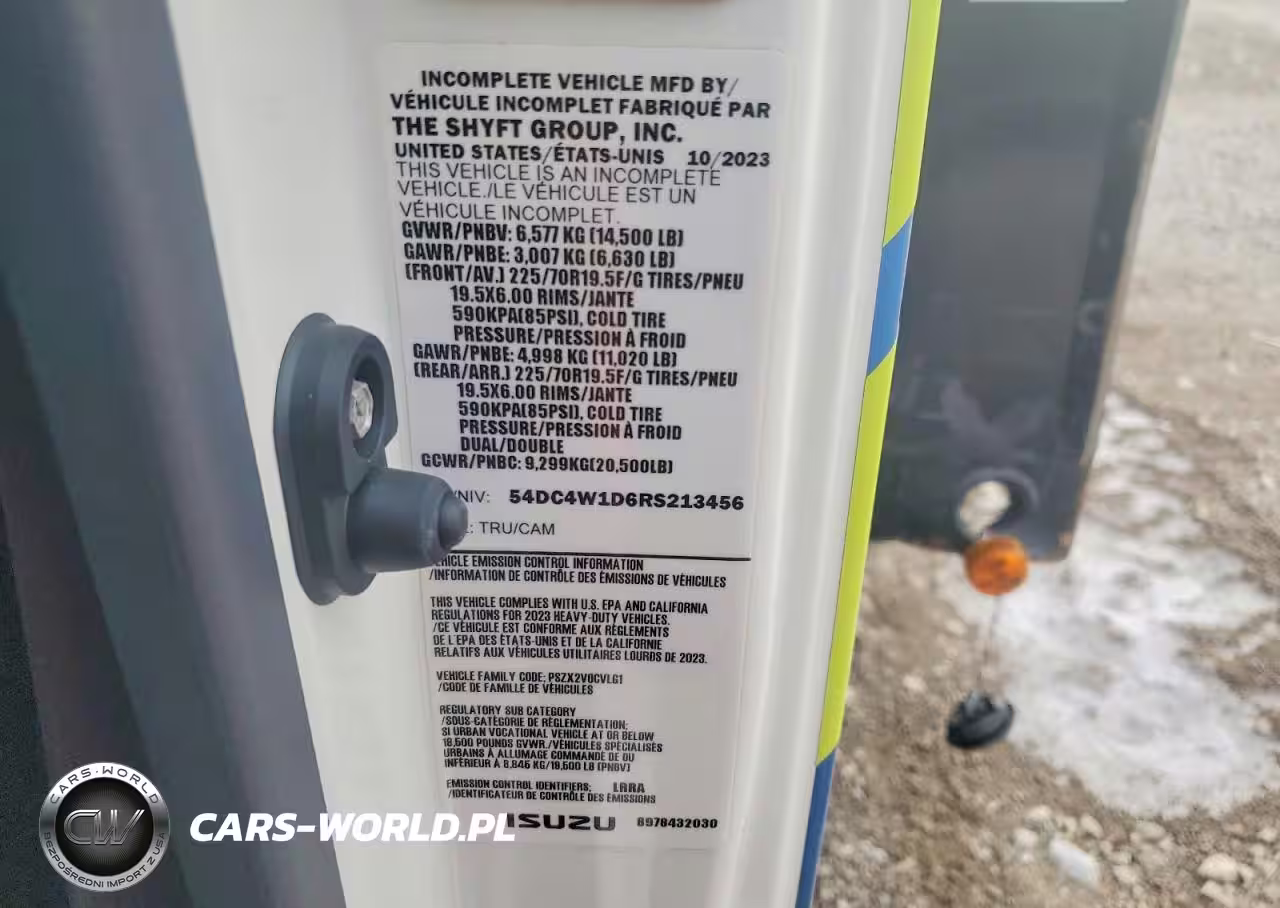 INCOMPLETE VEHICLE MFD BY/
VÉHICULE INCOMPLET FABRIQUÉ PAR
THE SHYFT GROUP, INC.
UNITED STATES/ÉTATS-UNIS 10/2023
THIS VEHICLE IS AN INCOMPLETE
VEHICLE./LE VÉHICULE EST UN
VÉHICULE INCOMPLET.
GVWR/PNBV: 6,577 KG (14,500 LB)
GAWR/PNBE: 3,007 KG (6,630 LB)
(FRONT/AV.) 225/70R19.5F/G TIRES/PNEU
19.5X6.00 RIMS/JANTE
590KPA(85PSI), COLD TIRE
PRESSURE/PRESSION À FROID
GAWR/PNBE: 4,998 KG (11,020 LB)
(REAR/ARR.) 225/70R19.5F/G TIRES/PNEU
19.5X6.00 RIMS/JANTE
590KPA(85PSI), COLD TIRE
PRESSURE/PRESSION À FROID
DUAL/DOUBLE
GCWR/PNBC: 9,299KG(20,500LB)
/NIV: 54DC4W1D6RS213456
: TRU/CAM
VEHICLE EMISSION CONTROL INFORMATION
/INFORMATION DE CONTRÔLE DES ÉMISSIONS DE VÉHICULES
THIS VEHICLE COMPLIES WITH U.S. EPA AND CALIFORNIA
REGULATIONS FOR 2023 HEAVY-DUTY VEHICLES.
/CE VÉHICULE EST CONFORME AUX RÈGLEMENTS
DE L'EPA DES ÉTATS-UNIS ET DE LA CALIFORNIE
RELATIFS AUX VÉHICULES UTILITAIRES LOURDS DE 2023.
VEHICLE FAMILY CODE; PSZX2VOCVLG1
/CODE DE FAMILLE DE VÉHICULES
REGULATORY SUB CATEGORY
/SOUS-CATÉGORIE DE RÈGLEMENTATION;
SI URBAN VOCATIONAL VEHICLE AT OR BELOW
19,500 POUNDS GVWR./VÉHICULES SPÉCIALISÉS
URBAINS À ALLUMAGE COMMANDÉ DE OU
INFÉRIEUR À 8,845 KG/19,500 LB (PNBV)
EMISSION CONTROL IDENTIFIERS; LRRA
/IDENTIFICATEUR DE CONTRÔLE DES ÉMISSIONS
ISUZU 8978432030
CARS-WORLD
CW
BEZPOŚREDNI IMPORT Z USA
CARS-WORLD.PL